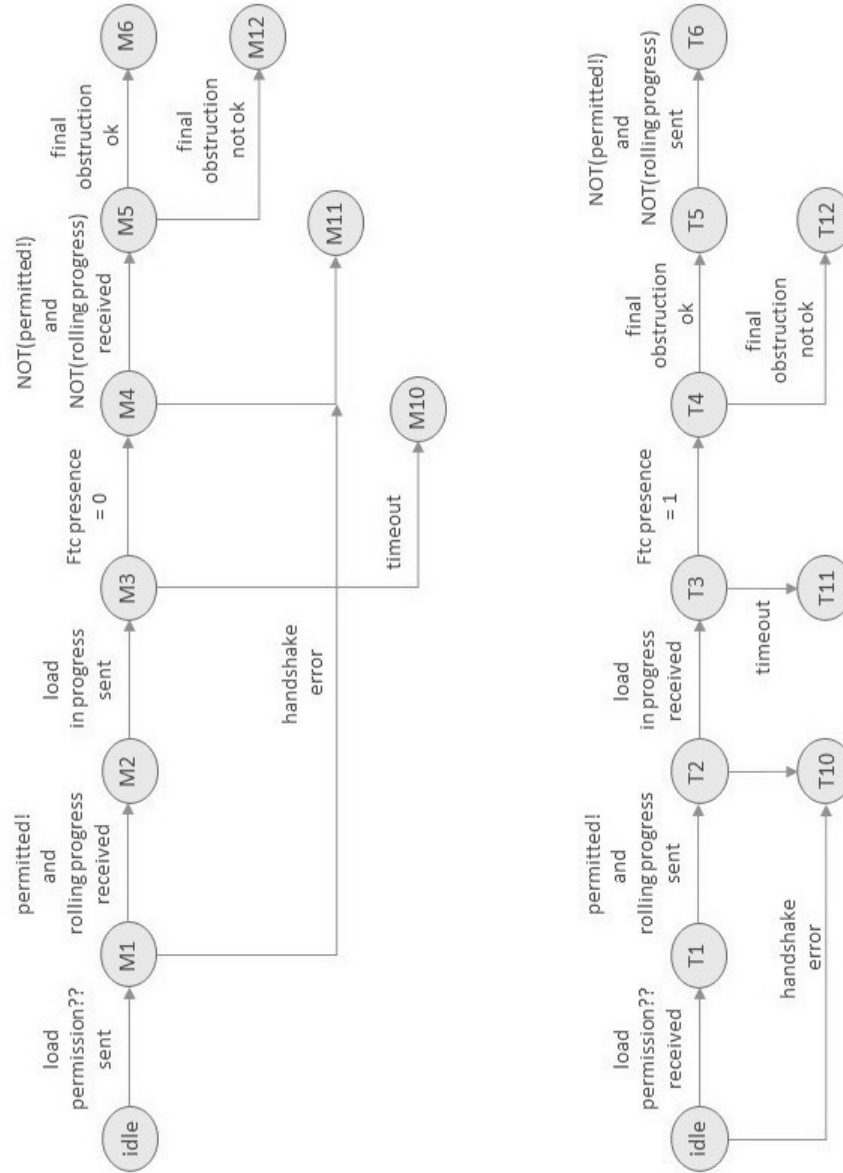 idle
load
permission??
sent
M1
permitted!
and
rolling progress
received
M2
load
in progress
sent
M3
Ftc presence
= 0
M4
NOT(permitted!)
and
NOT(rolling progress)
received
M5
final
obstruction
ok
M6
final
obstruction
not ok
M12
handshake
error
M11
timeout
M10
idle
load
permission??
received
T1
permitted!
and
rolling progress
sent
T2
load
in progress
received
T3
Ftc presence
= 1
T4
final
obstruction
ok
T5
NOT(permitted!)
and
NOT(rolling progress)
sent
T6
handshake
error
T10
timeout
T11
final
obstruction
not ok
T12